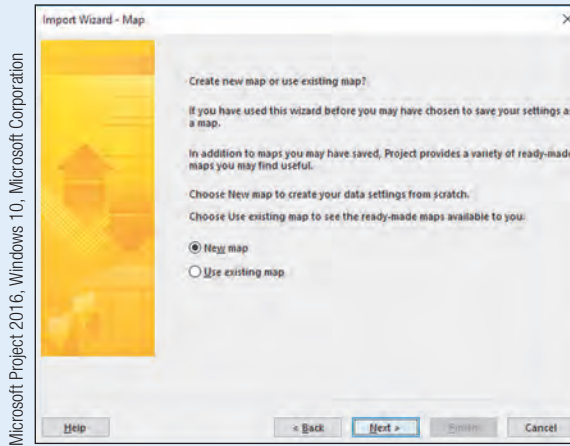 Import Wizard - Map
Create new map or use existing map?
If you have used this wizard before you may have chosen to save your settings as
a map.
In addition to maps you may have saved, Project provides a variety of ready-made
maps you may find useful.
Choose New map to create your data settings from scratch.
Choose Use existing map to see the ready-made maps available to you.
New map
Use existing map
Help
< Back
Next >
Finish
Cancel
Microsoft Project 2016, Windows 10, Microsoft Corporation